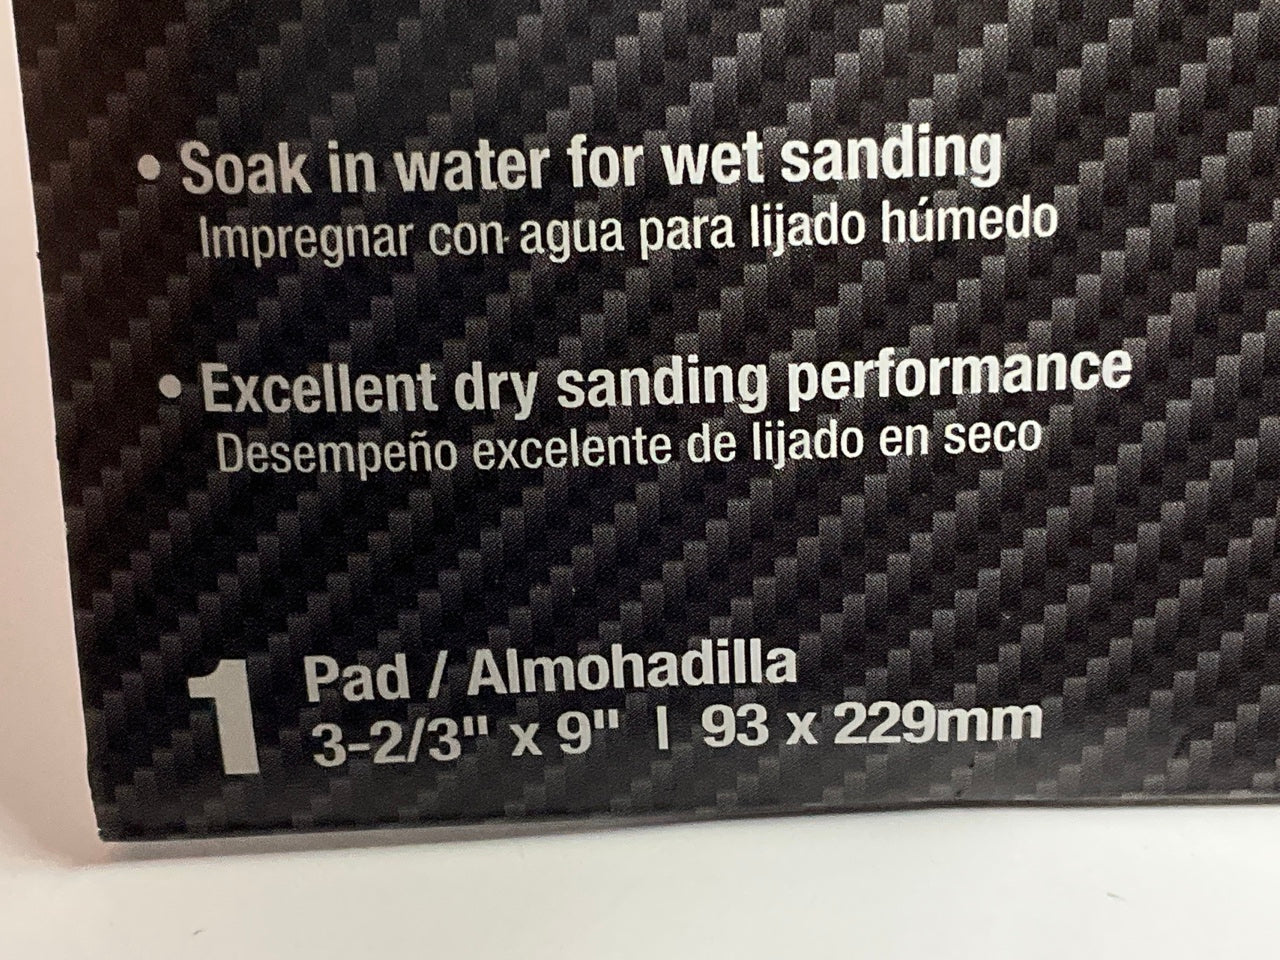 • Soak in water for wet sanding
Impregnar con agua para lijado húmedo
• Excellent dry sanding performance
Desempeño excelente de lijado en seco
1 Pad / Almohadilla
3-2/3" x 9" | 93 x 229mm